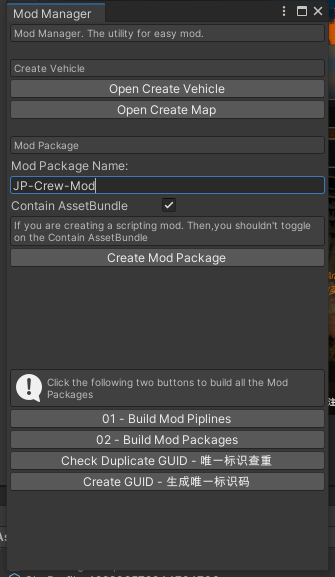 Mod Manager
Mod Manager. The utility for easy mod.
Create Vehicle
Open Create Vehicle
Open Create Map
Mod Package
Mod Package Name:
JP-Crew-Mod
Contain AssetBundle
If you are creating a scripting mod. Then,you shouldn't toggle
on the Contain AssetBundle
Create Mod Package
Click the following two buttons to build all the Mod
Packages
01 - Build Mod Piplines
02 - Build Mod Packages
Check Duplicate GUID - 唯一标识查重
Create GUID - 生成唯一标识码